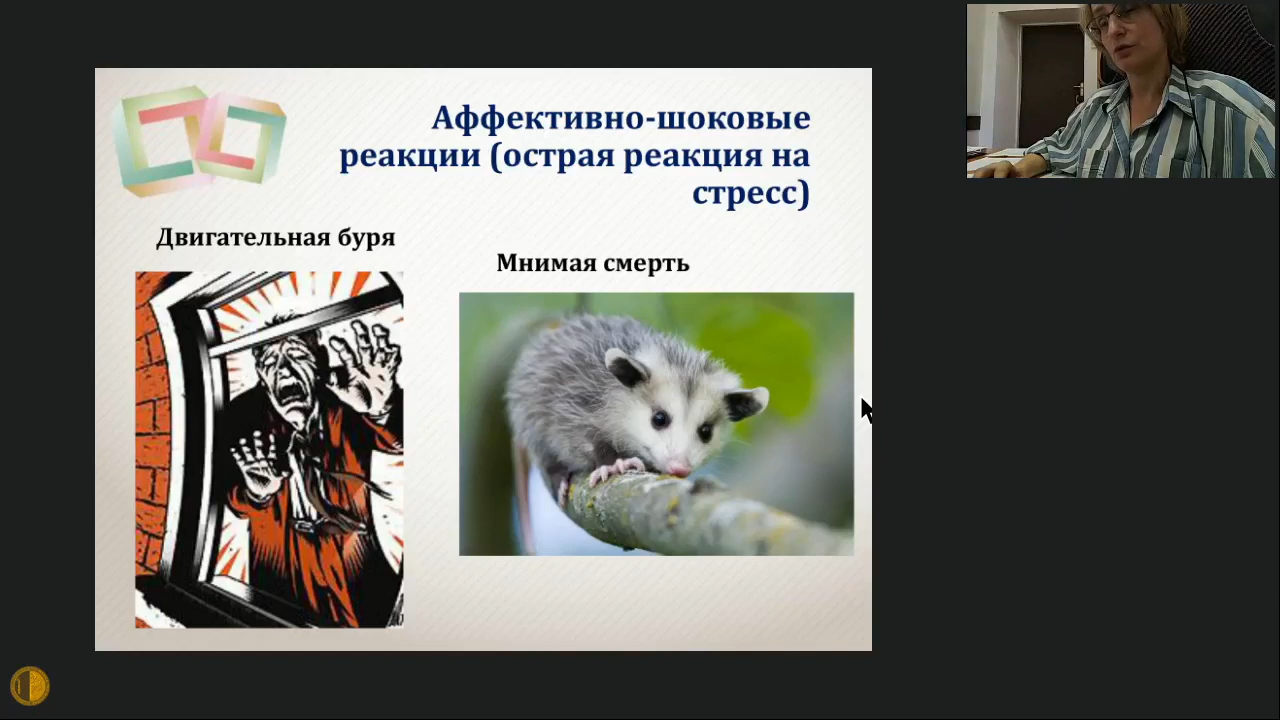 Аффективно-шоковые
реакции (острая реакция на
стресс)
Двигательная буря
Мнимая смерть